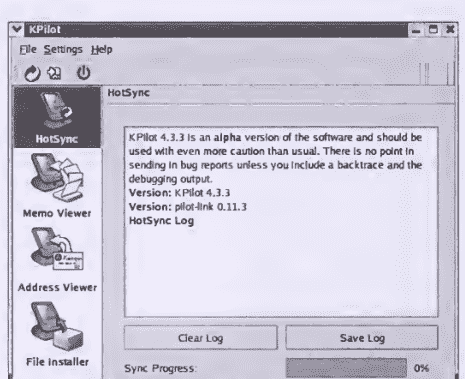 KPilot
File Settings Help
HotSync
HotSync
KPilot 4.3.3 is an alpha version of the software and should be
used with even more caution than usual. There is no point in
sending in bug reports unless you include a backtrace and the
debugging output.
Version: KPilot 4.3.3
Version: pilot-link 0.11.3
HotSync Log
Memo Viewer
Address Viewer
File Installer
Clear Log
Save Log
Sync Progress:
0%